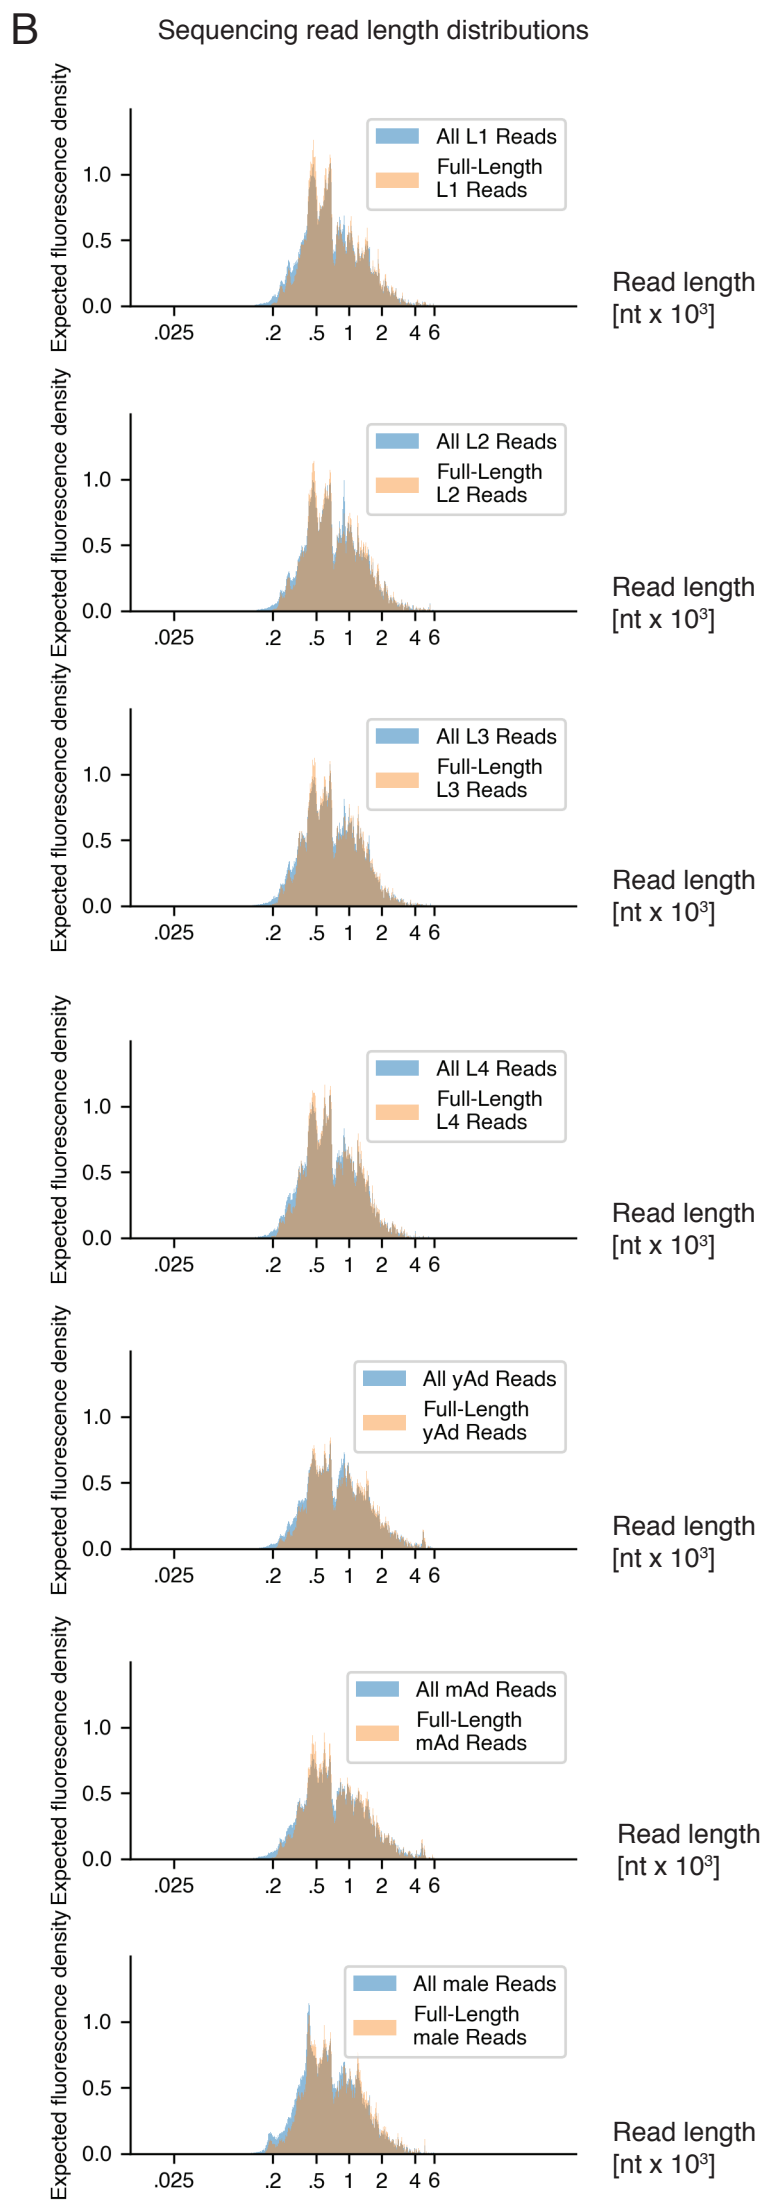 B
Sequencing read length distributions
Expected fluorescence density
1.0
0.5
0.0
All L1 Reads
Full-Length
L1 Reads
.025 .2 .5 1 2 4 6
Read length
[nt x 10³]
Expected fluorescence density
1.0
0.5
0.0
All L2 Reads
Full-Length
L2 Reads
.025 .2 .5 1 2 4 6
Read length
[nt x 10³]
Expected fluorescence density
1.0
0.5
0.0
All L3 Reads
Full-Length
L3 Reads
.025 .2 .5 1 2 4 6
Read length
[nt x 10³]
Expected fluorescence density
1.0
0.5
0.0
All L4 Reads
Full-Length
L4 Reads
.025 .2 .5 1 2 4 6
Read length
[nt x 10³]
Expected fluorescence density
1.0
0.5
0.0
All yAd Reads
Full-Length
yAd Reads
.025 .2 .5 1 2 4 6
Read length
[nt x 10³]
Expected fluorescence density
1.0
0.5
0.0
All mAd Reads
Full-Length
mAd Reads
.025 .2 .5 1 2 4 6
Read length
[nt x 10³]
Expected fluorescence density
1.0
0.5
0.0
All male Reads
Full-Length
male Reads
.025 .2 .5 1 2 4 6
Read length
[nt x 10³]